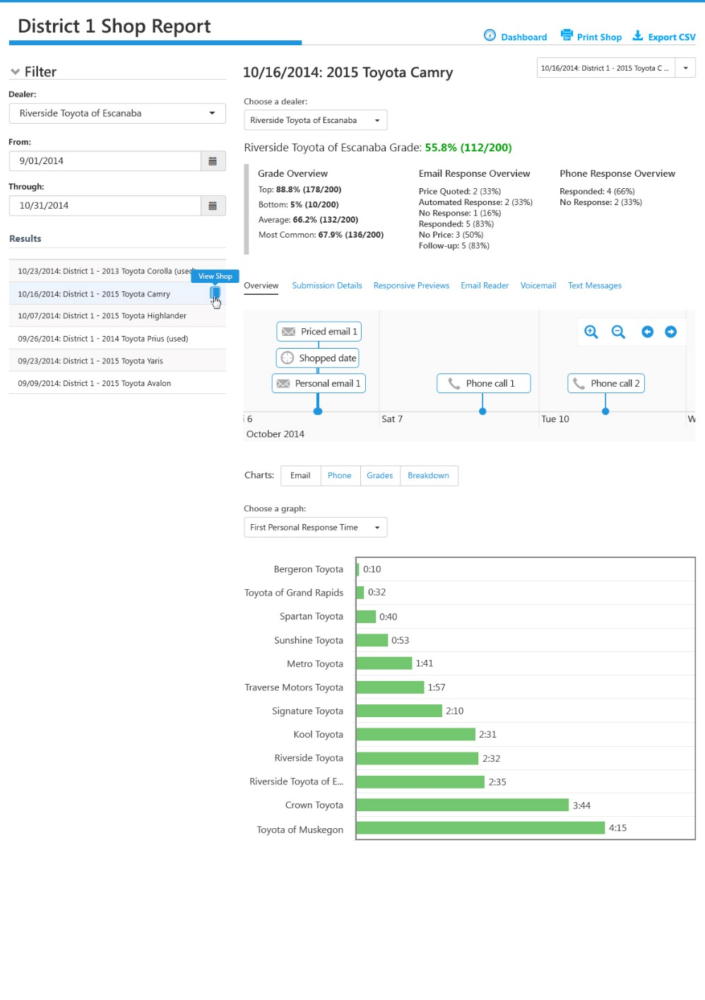 District 1 Shop Report
Dashboard
Print Shop
Export CSV
Filter
Dealer:
Riverside Toyota of Escanaba
From:
9/01/2014
Through:
10/31/2014
Results
10/23/2014: District 1 - 2013 Toyota Corolla (used)
View Shop
10/16/2014: District 1 - 2015 Toyota Camry
10/07/2014: District 1 - 2015 Toyota Highlander
09/26/2014: District 1 - 2014 Toyota Prius (used)
09/23/2014: District 1 - 2015 Toyota Yaris
09/09/2014: District 1 - 2015 Toyota Avalon
10/16/2014: 2015 Toyota Camry
10/16/2014: District 1 - 2015 Toyota C ...
Choose a dealer:
Riverside Toyota of Escanaba
Riverside Toyota of Escanaba Grade: 55.8% (112/200)
Grade Overview
Top: 88.8% (178/200)
Bottom: 5% (10/200)
Average: 66.2% (132/200)
Most Common: 67.9% (136/200)
Email Response Overview
Price Quoted: 2 (33%)
Automated Response: 2 (33%)
No Response: 1 (16%)
Responded: 5 (83%)
No Price: 3 (50%)
Follow-up: 5 (83%)
Phone Response Overview
Responded: 4 (66%)
No Response: 2 (33%)
Overview
Submission Details
Responsive Previews
Email Reader
Voicemail
Text Messages
Priced email 1
Shopped date
Personal email 1
Phone call 1
Phone call 2
i 6
Sat 7
Tue 10
W
October 2014
Charts:
Email
Phone
Grades
Breakdown
Choose a graph:
First Personal Response Time
Bergeron Toyota 0:10
Toyota of Grand Rapids 0:32
Spartan Toyota 0:40
Sunshine Toyota 0:53
Metro Toyota 1:41
Traverse Motors Toyota 1:57
Signature Toyota 2:10
Kool Toyota 2:31
Riverside Toyota 2:32
Riverside Toyota of E... 2:35
Crown Toyota 3:44
Toyota of Muskegon 4:15